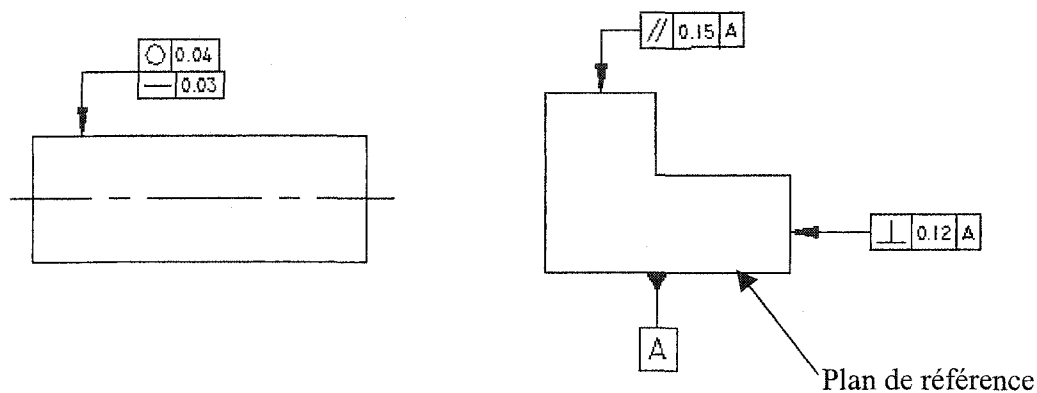 ○ 0.04
— 0.03
// 0.15 A
⊥ 0.12 A
A
Plan de référence